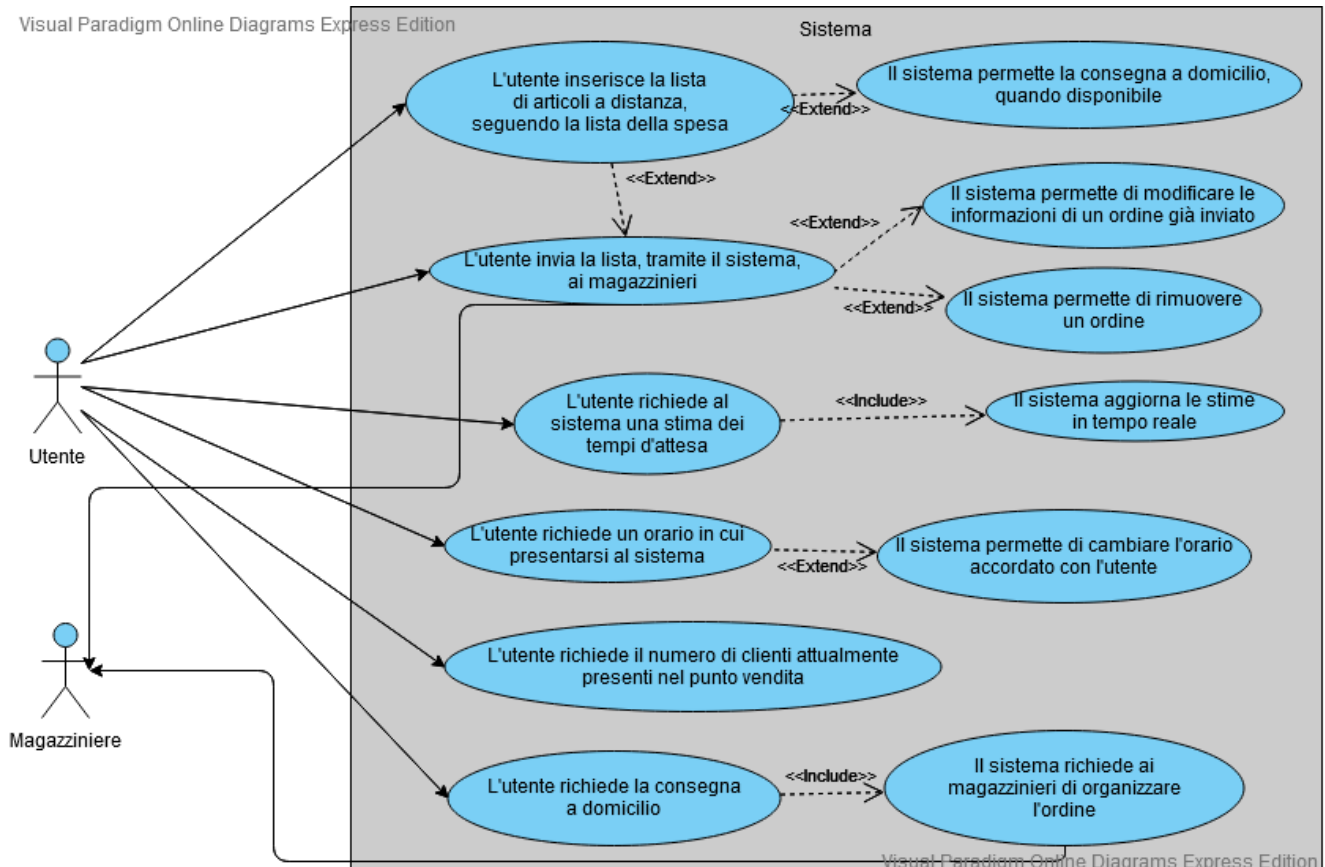 Visual Paradigm Online Diagrams Express Edition
Sistema
L'utente inserisce la lista
di articoli a distanza,
seguendo la lista della spesa
<<Extend>>
Il sistema permette la consegna a domicilio,
quando disponibile
<<Extend>>
L'utente invia la lista, tramite il sistema,
ai magazzinieri
<<Extend>>
Il sistema permette di modificare le
informazioni di un ordine già inviato
<<Extend>>
Il sistema permette di rimuovere
un ordine
Utente
L'utente richiede al
sistema una stima dei
tempi d'attesa
<<Include>>
Il sistema aggiorna le stime
in tempo reale
L'utente richiede un orario in cui
presentarsi al sistema
<<Extend>>
Il sistema permette di cambiare l'orario
accordato con l'utente
Magazziniere
L'utente richiede il numero di clienti attualmente
presenti nel punto vendita
L'utente richiede la consegna
a domicilio
<<Include>>
Il sistema richiede ai
magazzinieri di organizzare
l'ordine
Visual Paradigm Online Diagrams Express Edition